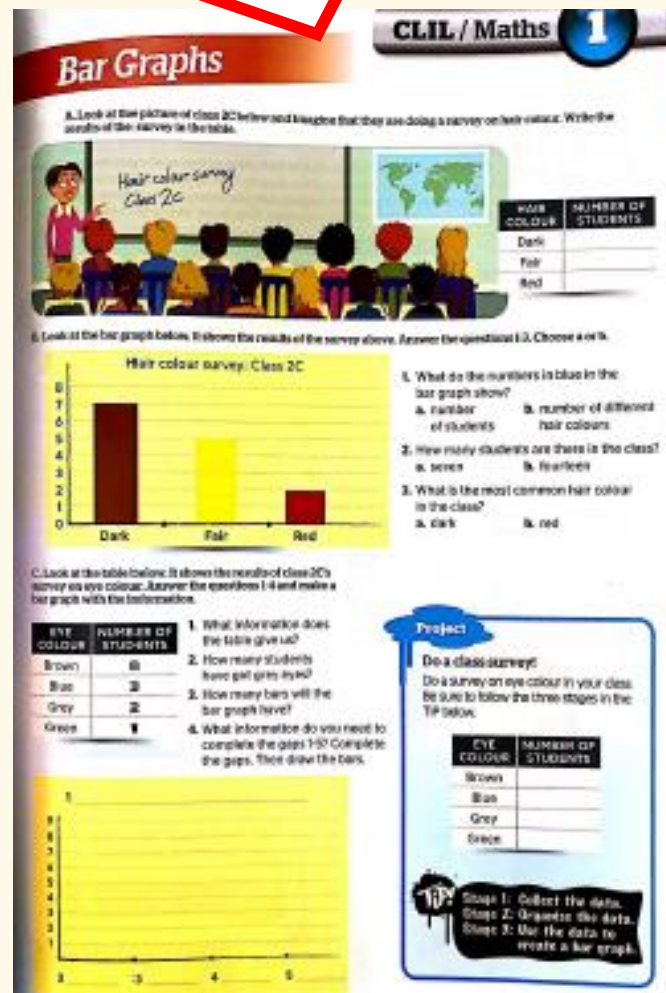 CLIL / Maths 1
Bar Graphs
A. Look at the picture of class 2C below and imagine that they are doing a survey on hair colour. Write the
results of the survey in the table.
Hair colour survey
Class 2C
HAIR COLOUR NUMBER OF STUDENTS
Dark
Fair
Red
B. Look at the bar graph below. It shows the results of the survey above. Answer the questions 1-3. Choose a or b.
Hair colour survey: Class 2C
8
7
6
5
4
3
2
1
0
Dark Fair Red
1. What do the numbers in blue in the
bar graph show?
a. number of students
b. number of different hair colours
2. How many students are there in the class?
a. seven b. fourteen
3. What is the most common hair colour
in the class?
a. dark b. red
C. Look at the table below. It shows the results of class 2C's
survey on eye colour. Answer the questions 1-4 and make a
bar graph with the information.
EYE COLOUR NUMBER OF STUDENTS
Brown
Blue
Grey 2
Green 1
1. What information does
the table give us?
2. How many students
have got grey eyes?
3. How many bars will the
bar graph have?
4. What information do you need to
complete the gaps 1-5? Complete
the gaps. Then draw the bars.
1
2 3 4 5
Project
Do a class survey!
Do a survey on eye colour in your class.
Be sure to follow the three stages in the
TIP below.
EYE COLOUR NUMBER OF STUDENTS
Brown
Blue
Grey
Green
TIP
Stage 1: Collect the data.
Stage 2: Organise the data.
Stage 3: Use the data to
create a bar graph.